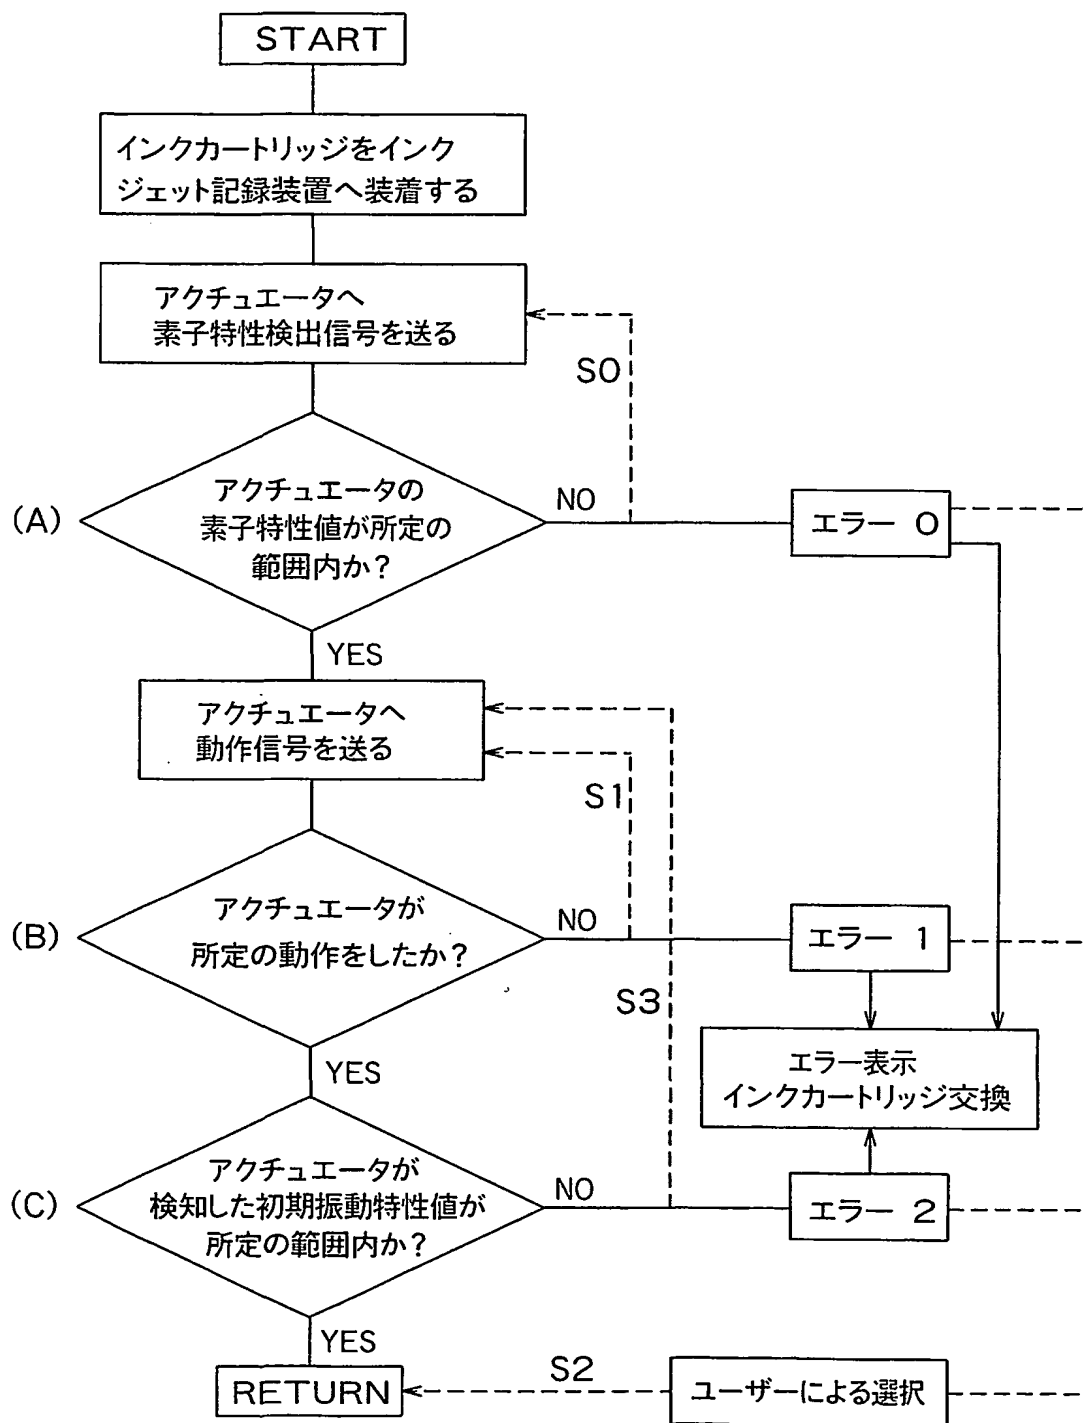 START
インクカートリッジをインク
ジェット記録装置へ装着する
アクチュエータへ
素子特性検出信号を送る
S0
(A)
アクチュエータの
素子特性値が所定の
範囲内か?
NO
エラー 0
YES
アクチュエータへ
動作信号を送る
S1
(B)
アクチュエータが
所定の動作をしたか?
NO
エラー 1
S3
YES
エラー表示
インクカートリッジ交換
(C)
アクチュエータが
検知した初期振動特性値が
所定の範囲内か?
NO
エラー 2
YES
RETURN
S2
ユーザーによる選択